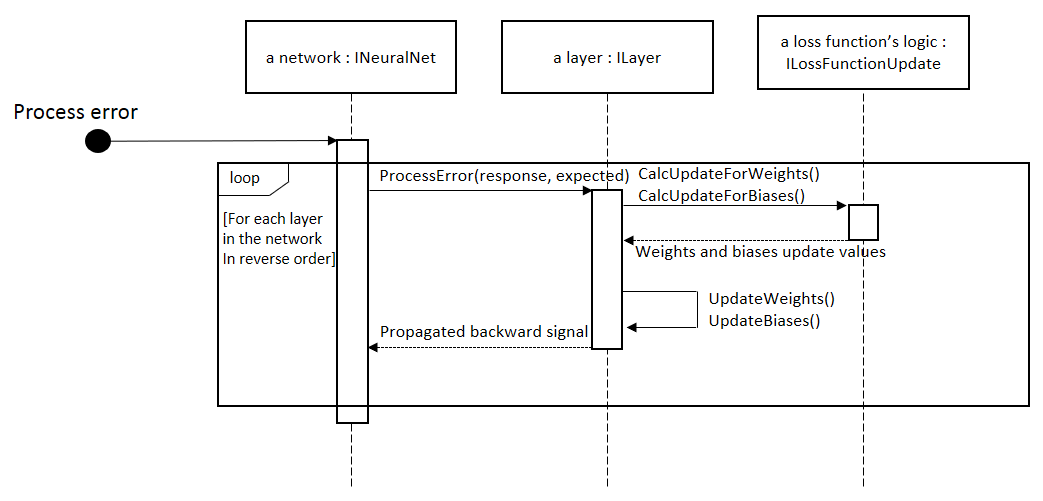 a network : INeuralNet
a layer : ILayer
a loss function’s logic :
ILossFunctionUpdate
Process error
loop
[For each layer
in the network
In reverse order]
ProcessError(response, expected)
CalcUpdateForWeights()
CalcUpdateForBiases()
Weights and biases update values
UpdateWeights()
UpdateBiases()
Propagated backward signal